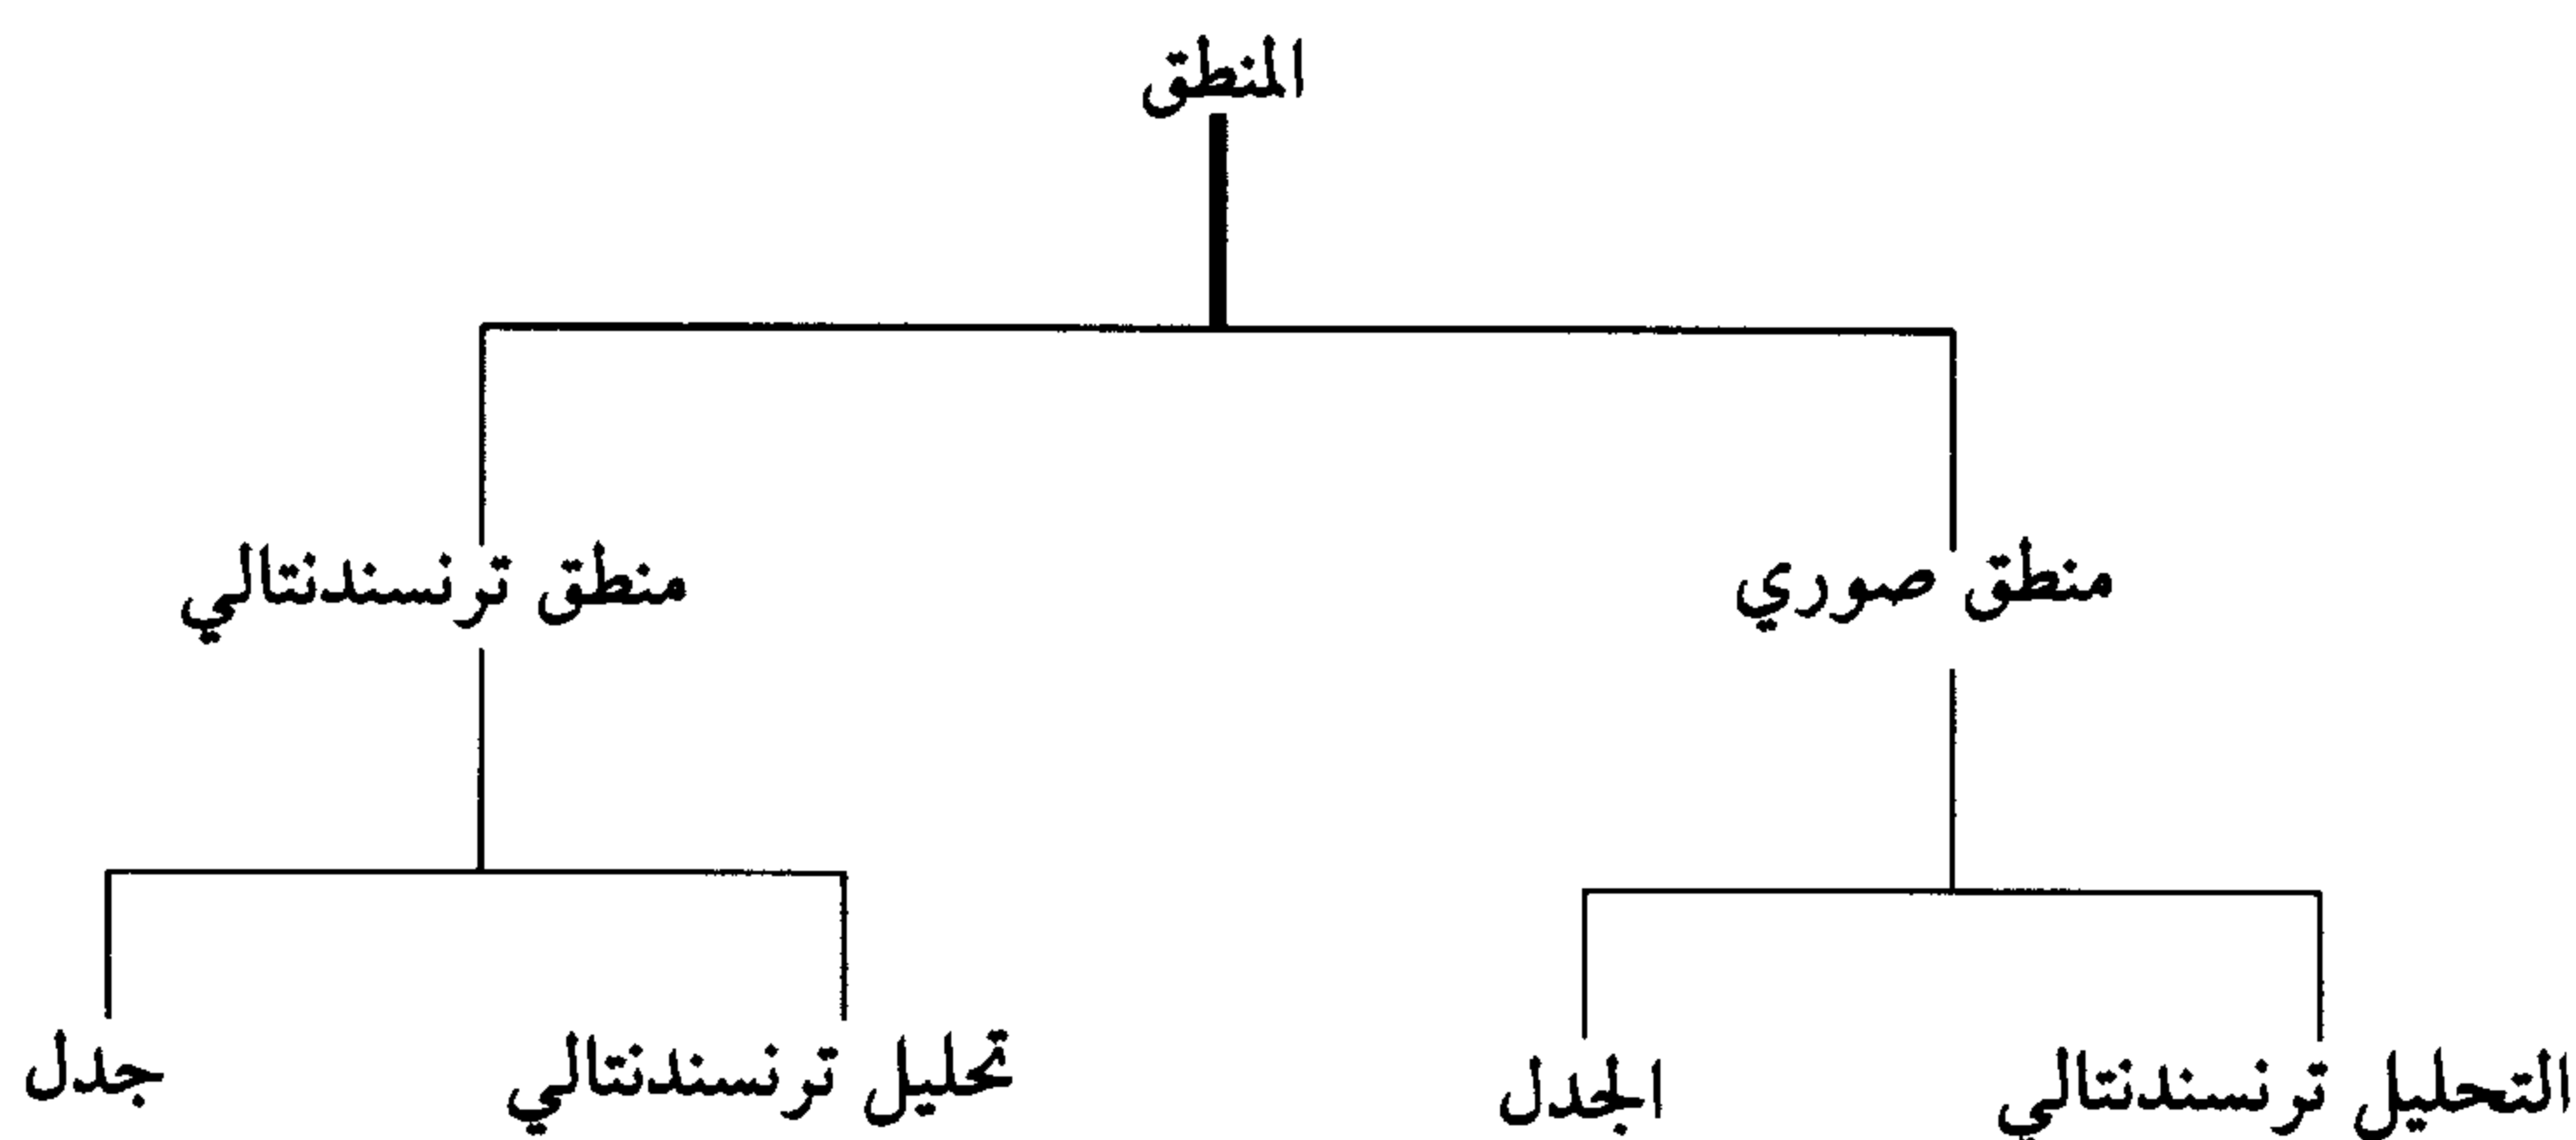 المنطق
منطق صوري
منطق ترنسندنتالي
التحليل ترنسندنتالي
الجدل
تحليل ترنسندنتالي
جدل